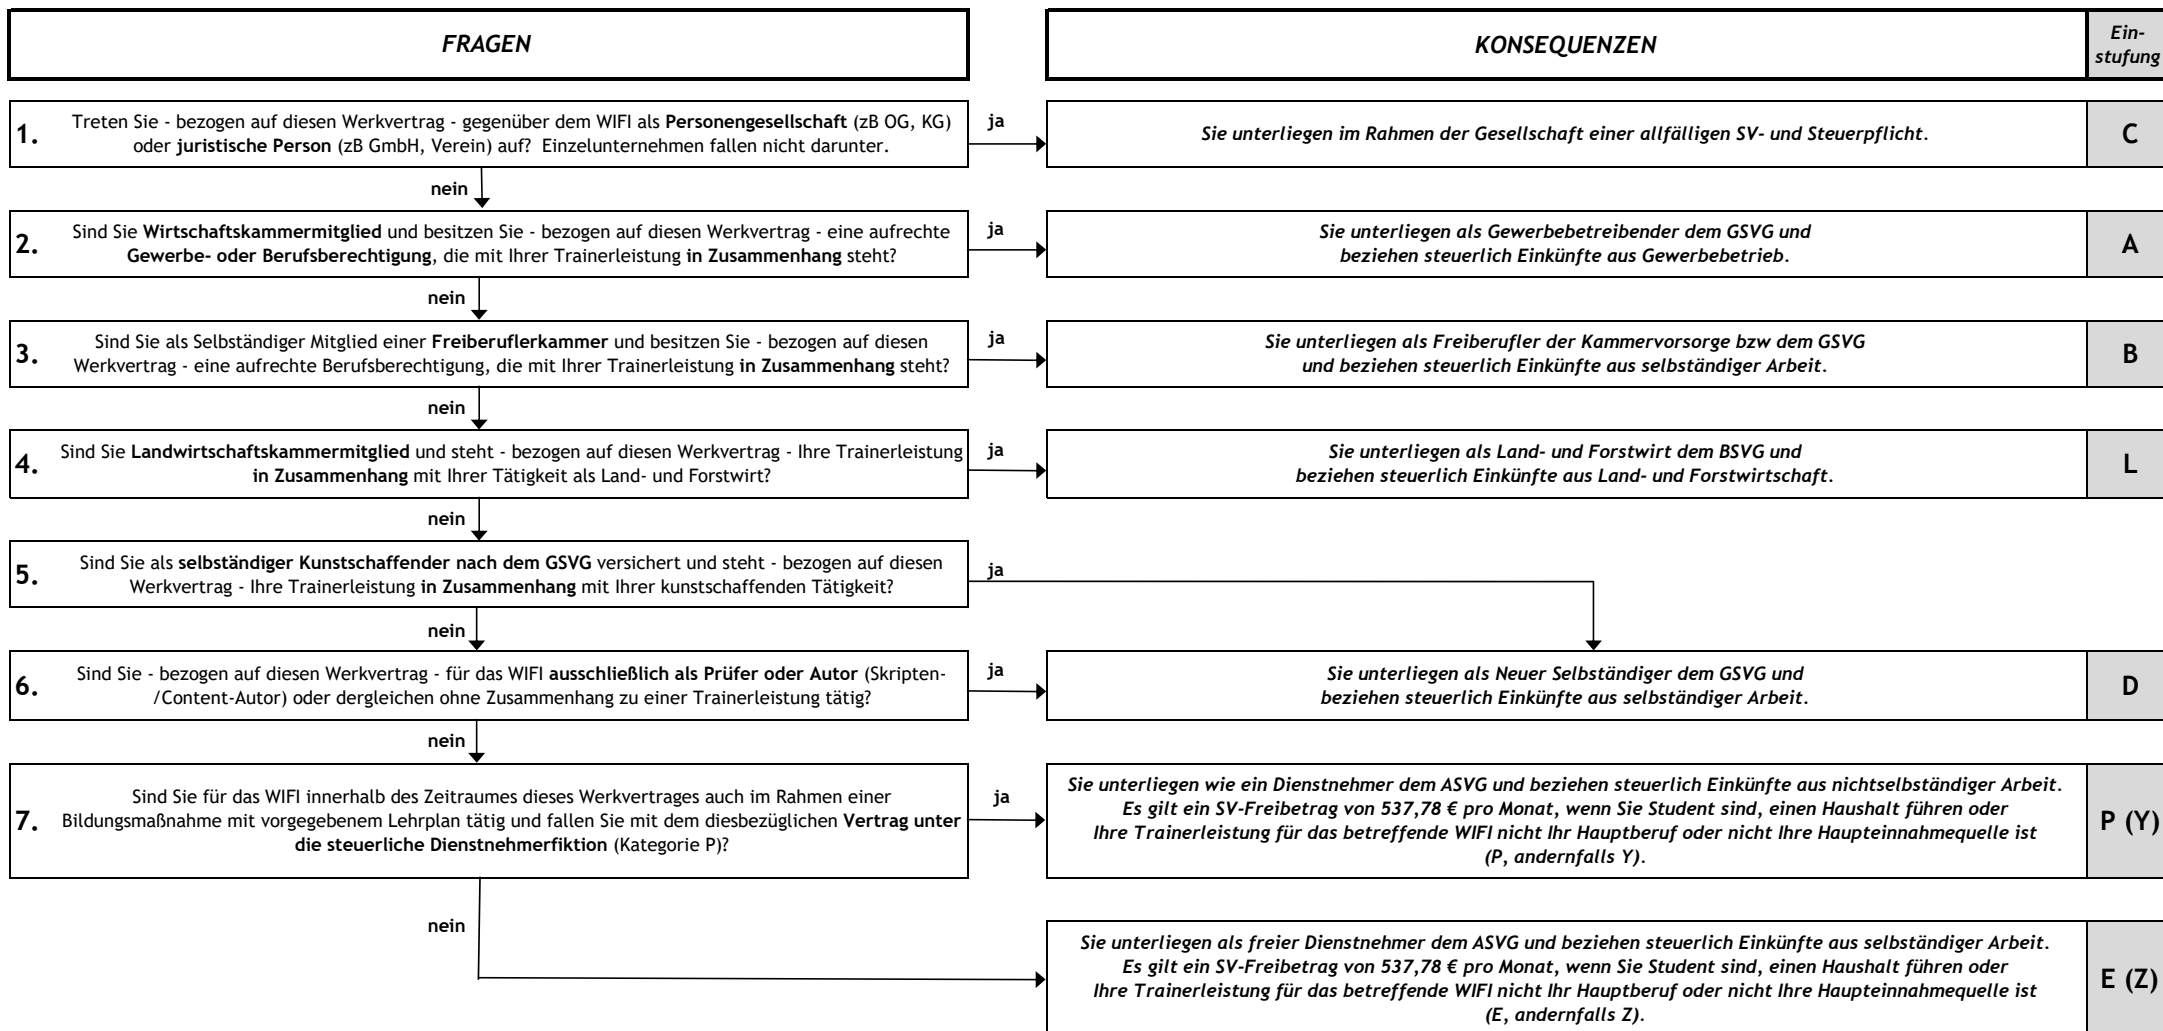 FRAGEN
KONSEQUENZEN
Ein-
stufung
1.
Treten Sie - bezogen auf diesen Werkvertrag - gegenüber dem WIFI als Personengesellschaft (zB OG, KG)
oder juristische Person (zB GmbH, Verein) auf? Einzelunternehmen fallen nicht darunter.
ja
Sie unterliegen im Rahmen der Gesellschaft einer allfälligen SV- und Steuerpflicht.
C
nein
2.
Sind Sie Wirtschaftskammermitglied und besitzen Sie - bezogen auf diesen Werkvertrag - eine aufrechte
Gewerbe- oder Berufsberechtigung, die mit Ihrer Trainerleistung in Zusammenhang steht?
ja
Sie unterliegen als Gewerbebetreibender dem GSVG und
beziehen steuerlich Einkünfte aus Gewerbebetrieb.
A
nein
3.
Sind Sie als Selbständiger Mitglied einer Freiberuflerkammer und besitzen Sie - bezogen auf diesen
Werkvertrag - eine aufrechte Berufsberechtigung, die mit Ihrer Trainerleistung in Zusammenhang steht?
ja
Sie unterliegen als Freiberufler der Kammervorsorge bzw dem GSVG
und beziehen steuerlich Einkünfte aus selbständiger Arbeit.
B
nein
4.
Sind Sie Landwirtschaftskammermitglied und steht - bezogen auf diesen Werkvertrag - Ihre Trainerleistung
in Zusammenhang mit Ihrer Tätigkeit als Land- und Forstwirt?
ja
Sie unterliegen als Land- und Forstwirt dem BSVG und
beziehen steuerlich Einkünfte aus Land- und Forstwirtschaft.
L
nein
5.
Sind Sie als selbständiger Kunstschaffender nach dem GSVG versichert und steht - bezogen auf diesen
Werkvertrag - Ihre Trainerleistung in Zusammenhang mit Ihrer kunstschaffenden Tätigkeit?
ja
nein
6.
Sind Sie - bezogen auf diesen Werkvertrag - für das WIFI ausschließlich als Prüfer oder Autor (Skripten-
/Content-Autor) oder dergleichen ohne Zusammenhang zu einer Trainerleistung tätig?
ja
Sie unterliegen als Neuer Selbständiger dem GSVG und
beziehen steuerlich Einkünfte aus selbständiger Arbeit.
D
nein
7.
Sind Sie für das WIFI innerhalb des Zeitraumes dieses Werkvertrages auch im Rahmen einer
Bildungsmaßnahme mit vorgegebenem Lehrplan tätig und fallen Sie mit dem diesbezüglichen Vertrag unter
die steuerliche Dienstnehmerfiktion (Kategorie P)?
ja
Sie unterliegen wie ein Dienstnehmer dem ASVG und beziehen steuerlich Einkünfte aus nichtselbständiger Arbeit.
Es gilt ein SV-Freibetrag von 537,78 € pro Monat, wenn Sie Student sind, einen Haushalt führen oder
Ihre Trainerleistung für das betreffende WIFI nicht Ihr Hauptberuf oder nicht Ihre Haupteinnahmequelle ist
(P, andernfalls Y).
P (Y)
nein
Sie unterliegen als freier Dienstnehmer dem ASVG und beziehen steuerlich Einkünfte aus selbständiger Arbeit.
Es gilt ein SV-Freibetrag von 537,78 € pro Monat, wenn Sie Student sind, einen Haushalt führen oder
Ihre Trainerleistung für das betreffende WIFI nicht Ihr Hauptberuf oder nicht Ihre Haupteinnahmequelle ist
(E, andernfalls Z).
E (Z)